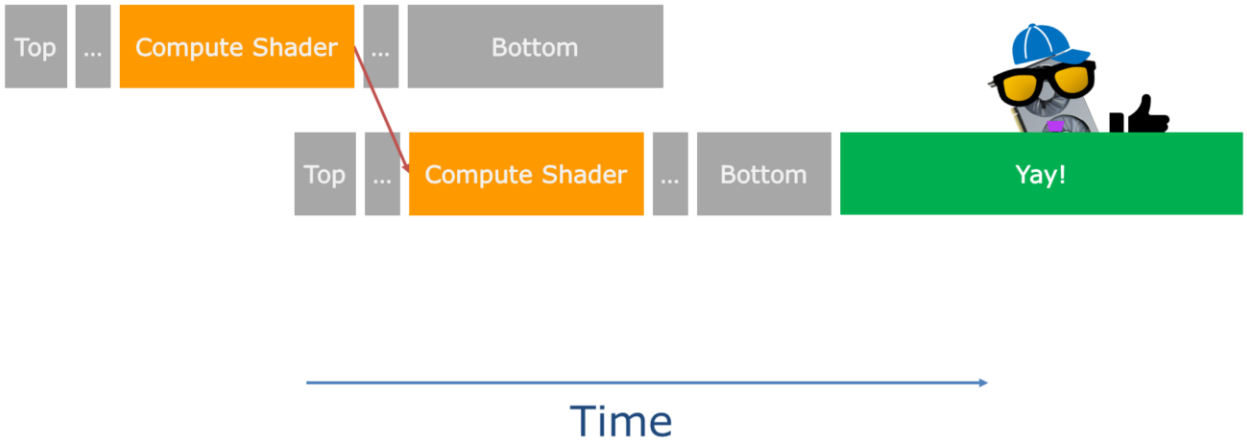 Top ... Compute Shader ... Bottom
Top ... Compute Shader ... Bottom Yay!
Time